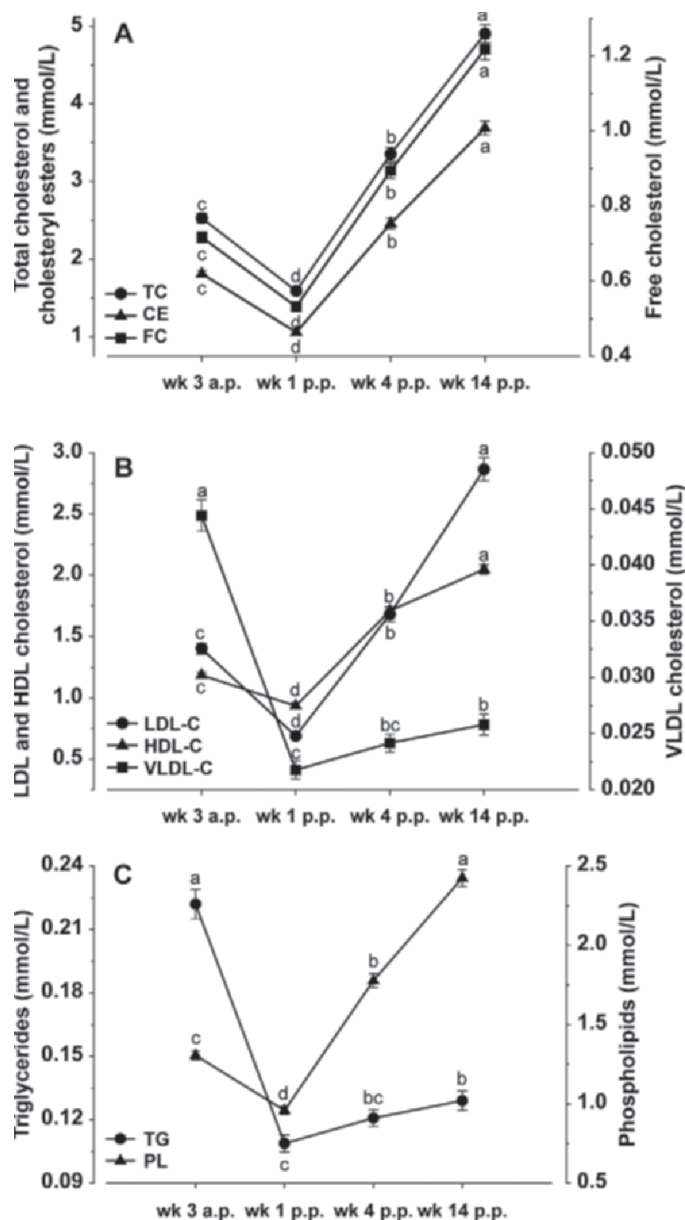 A
Total cholesterol and
cholesteryl esters (mmol/L)
5
4
3
2
1
Free cholesterol (mmol/L)
1.2
1.0
0.8
0.6
0.4
a
a
a
b
b
b
c
c
c
d
d
d
TC
CE
FC
wk 3 a.p. wk 1 p.p. wk 4 p.p. wk 14 p.p.
B
LDL and HDL cholesterol (mmol/L)
3.0
2.5
2.0
1.5
1.0
0.5
VLDL cholesterol (mmol/L)
0.050
0.045
0.040
0.035
0.030
0.025
0.020
a
a
a
b
b
c
c
d
d
c
bc
b
LDL-C
HDL-C
VLDL-C
wk 3 a.p. wk 1 p.p. wk 4 p.p. wk 14 p.p.
C
Triglycerides (mmol/L)
0.24
0.21
0.18
0.15
0.12
0.09
Phospholipids (mmol/L)
2.5
2.0
1.5
1.0
0.5
a
a
b
c
d
bc
b
c
TG
PL
wk 3 a.p. wk 1 p.p. wk 4 p.p. wk 14 p.p.